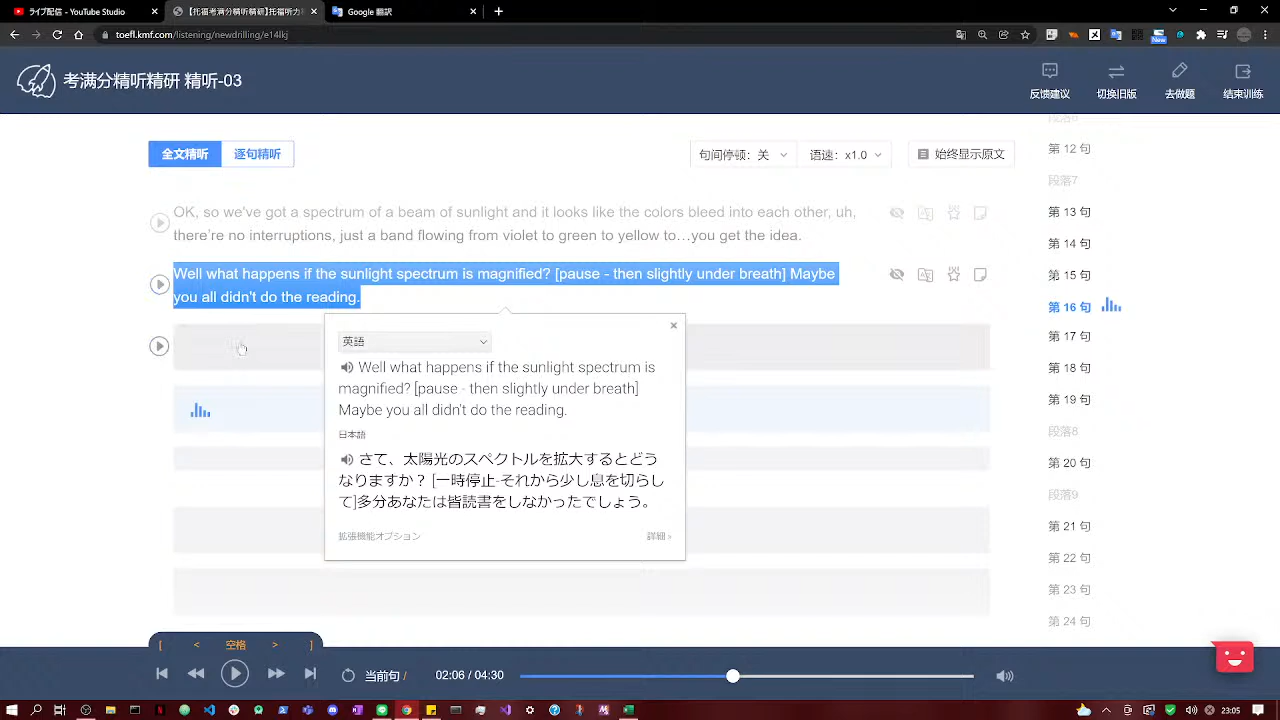 ライブ配信 - YouTube Studio
【托福考满分精听精研】托福听力
Google 翻訳
toefl.kmf.com/listening/newdrilling/e14lkj
New
考满分精听精研 精听-03
反馈建议
切换旧版
去做题
结束训练
全文精听
逐句精听
句间停顿：关
语速：x1.0
始终显示原文
OK, so we've got a spectrum of a beam of sunlight and it looks like the colors bleed into each other, uh,
there're no interruptions, just a band flowing from violet to green to yellow to…you get the idea.
Well what happens if the sunlight spectrum is magnified? [pause - then slightly under breath] Maybe
you all didn't do the reading.
英語
Well what happens if the sunlight spectrum is
magnified? [pause - then slightly under breath]
Maybe you all didn't do the reading.
日本語
さて、太陽光のスペクトルを拡大するとどう
なりますか？ [一時停止-それから少し息を切らし
て]多分あなたは皆読書をしなかったでしょう。
拡張機能オプション
詳細 »
段落6
第 12 句
段落7
第 13 句
第 14 句
第 15 句
第 16 句
第 17 句
第 18 句
第 19 句
段落8
第 20 句
段落9
第 21 句
第 22 句
第 23 句
第 24 句
[ < 空格 > ]
当前句 /
02:06 / 04:30
23:05